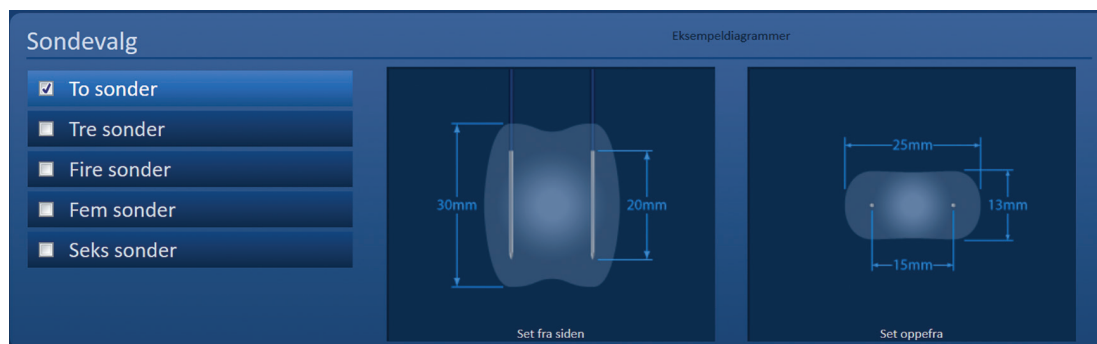 Sondevalg
Eksempeldiagrammer
To sonder
Tre sonder
Fire sonder
Fem sonder
Seks sonder
30mm
20mm
Set fra siden
25mm
13mm
15mm
Set oppefra